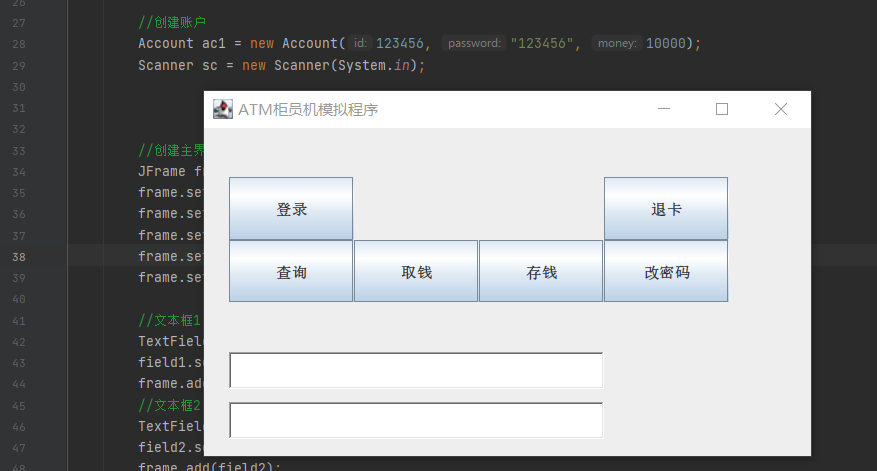 26
27 //创建账户
28 Account ac1 = new Account( id: 123456, password: "123456", money: 10000);
29 Scanner sc = new Scanner(System.in);
30
31
32
33 //创建主界
34 JFrame f
35 frame.se
36 frame.se
37 frame.se
38 frame.se
39 frame.se
40
41 //文本框1
42 TextFiel
43 field1.s
44 frame.ad
45 //文本框2
46 TextFiel
47 field2.s
48 frame.add(field2);
ATM柜员机模拟程序
登录 退卡
查询 取钱 存钱 改密码